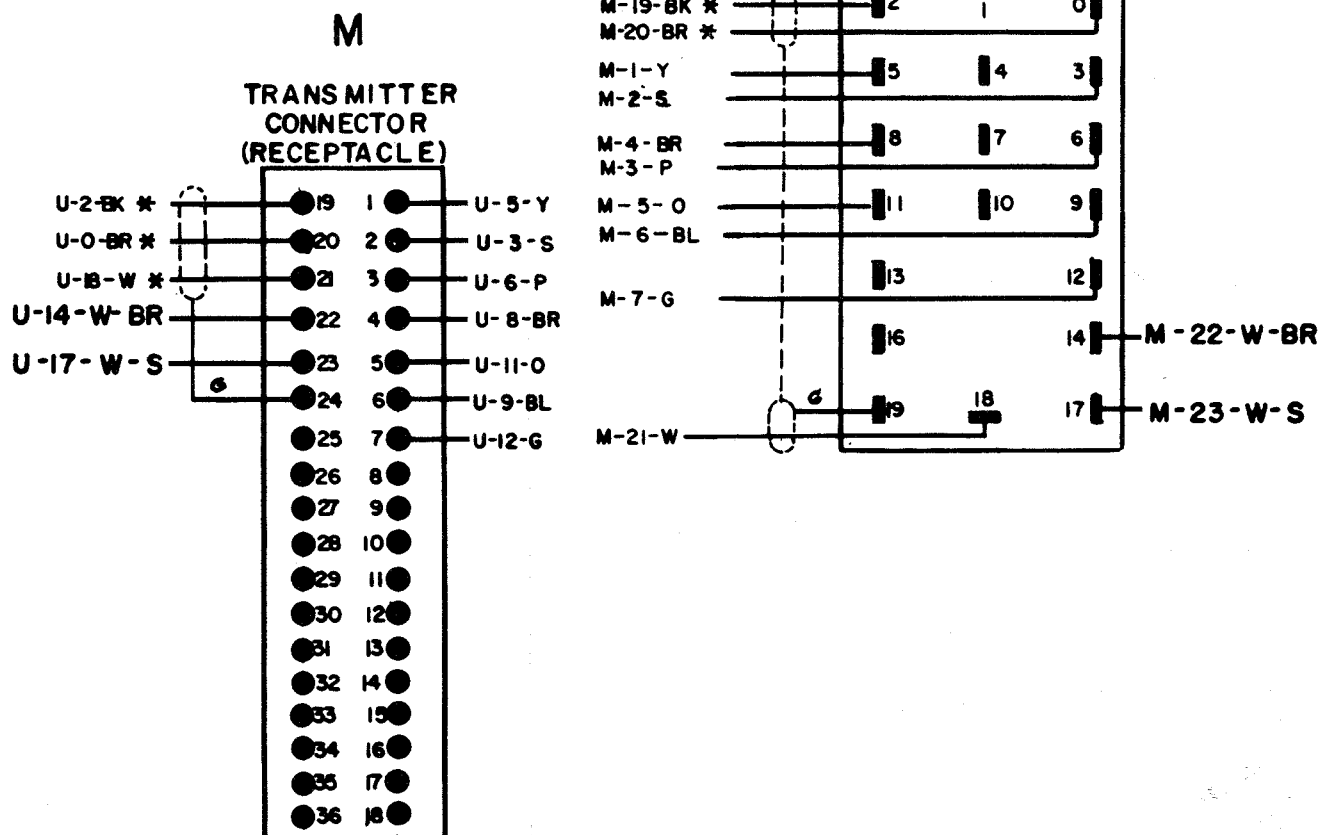 M
TRANSMITTER
CONNECTOR
(RECEPTACLE)
U-2-BK * 19 1 U-5-Y
U-0-BR * 20 2 U-3-S
U-18-W * 21 3 U-6-P
U-14-W-BR 22 4 U-8-BR
U-17-W-S 23 5 U-11-O
G 24 6 U-9-BL
25 7 U-12-G
26 8
27 9
28 10
29 11
30 12
31 13
32 14
33 15
34 16
35 17
36 18
M-19-BK * 2 1 0
M-20-BR *
M-1-Y 5 4 3
M-2-S
M-4-BR 8 7 6
M-3-P
M-5-O 11 10 9
M-6-BL
13 12
M-7-G
16 14 M-22-W-BR
G 19 18 17 M-23-W-S
M-21-W